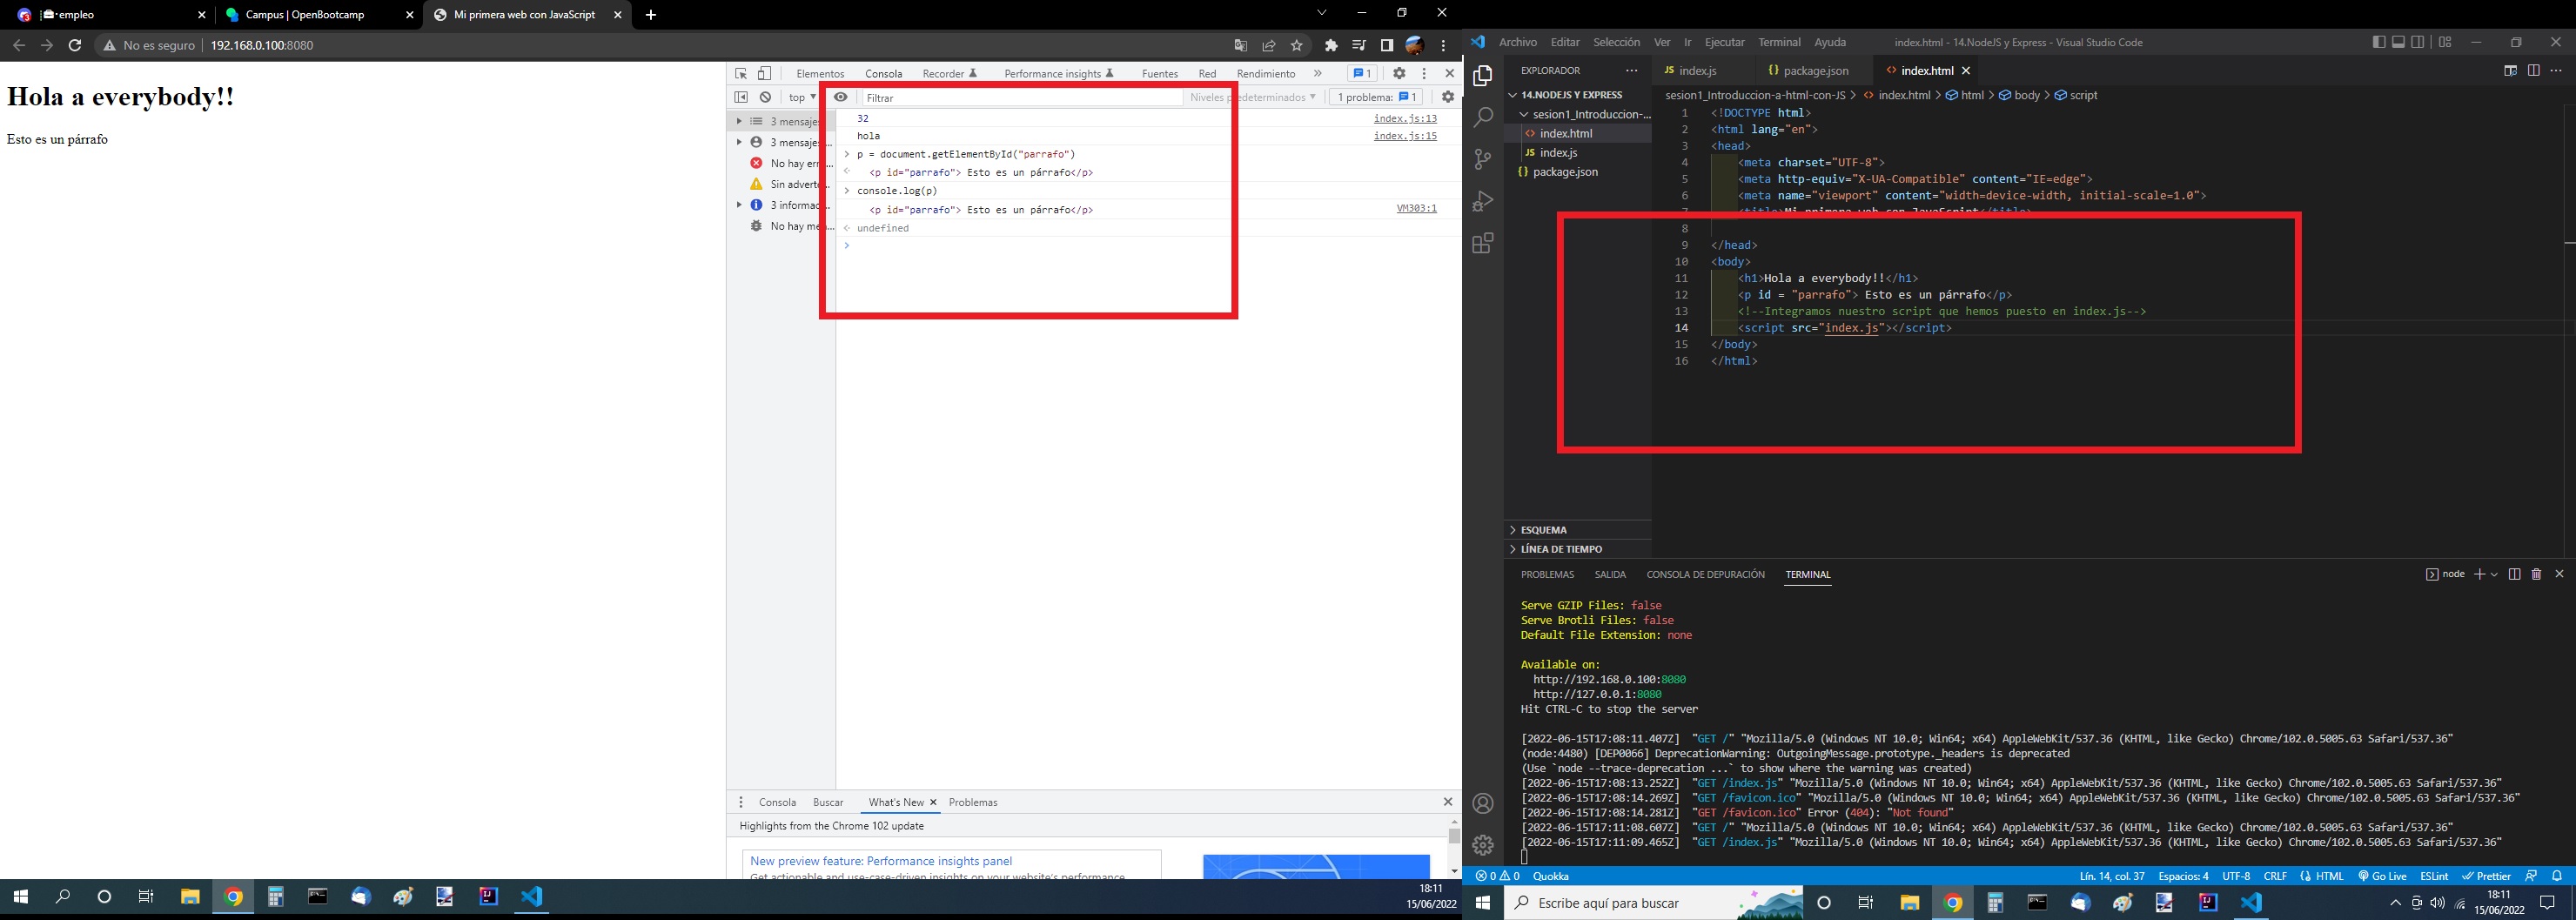 empleo
Campus | OpenBootcamp
Mi primera web con JavaScript
No es seguro
192.168.0.100:8080
Hola a everybody!!
Esto es un párrafo
Elementos
Consola
Recorder
Performance insights
Fuentes
Red
Rendimiento
1
top
Filtrar
Niveles predeterminados
1 problema:
1
3 mensajes
3 mensajes...
No hay err...
Sin adverte...
3 informac...
No hay men...
32
index.js:13
hola
index.js:15
p = document.getElementById("parrafo")
<p id="parrafo"> Esto es un párrafo</p>
console.log(p)
<p id="parrafo"> Esto es un párrafo</p>
VM303:1
undefined
Consola
Buscar
What's New
Problemas
Highlights from the Chrome 102 update
New preview feature: Performance insights panel
Get actionable and use-case-driven insights on your website's performance.
18:11
15/06/2022
Archivo
Editar
Selección
Ver
Ir
Ejecutar
Terminal
Ayuda
index.html - 14.NodeJS y Express - Visual Studio Code
EXPLORADOR
14.NODEJS Y EXPRESS
sesion1_Introduccion-...
index.html
index.js
package.json
ESQUEMA
LÍNEA DE TIEMPO
JS index.js
{} package.json
<> index.html
sesion1_Introduccion-a-html-con-JS > index.html > html > body > script
1 <!DOCTYPE html>
2 <html lang="en">
3 <head>
4 <meta charset="UTF-8">
5 <meta http-equiv="X-UA-Compatible" content="IE=edge">
6 <meta name="viewport" content="width=device-width, initial-scale=1.0">
7 <title>Mi primera web con JavaScript</title>
8
9 </head>
10 <body>
11 <h1>Hola a everybody!!</h1>
12 <p id = "parrafo"> Esto es un párrafo</p>
13 <!--Integramos nuestro script que hemos puesto en index.js-->
14 <script src="index.js"></script>
15 </body>
16 </html>
PROBLEMAS
SALIDA
CONSOLA DE DEPURACIÓN
TERMINAL
node
Serve GZIP Files: false
Serve Brotli Files: false
Default File Extension: none
Available on:
http://192.168.0.100:8080
http://127.0.0.1:8080
Hit CTRL-C to stop the server
[2022-06-15T17:08:11.407Z] "GET /" "Mozilla/5.0 (Windows NT 10.0; Win64; x64) AppleWebKit/537.36 (KHTML, like Gecko) Chrome/102.0.5005.63 Safari/537.36"
(node:4480) [DEP0066] DeprecationWarning: OutgoingMessage.prototype._headers is deprecated
(Use `node --trace-deprecation ...` to show where the warning was created)
[2022-06-15T17:08:13.252Z] "GET /index.js" "Mozilla/5.0 (Windows NT 10.0; Win64; x64) AppleWebKit/537.36 (KHTML, like Gecko) Chrome/102.0.5005.63 Safari/537.36"
[2022-06-15T17:08:14.269Z] "GET /favicon.ico" "Mozilla/5.0 (Windows NT 10.0; Win64; x64) AppleWebKit/537.36 (KHTML, like Gecko) Chrome/102.0.5005.63 Safari/537.36"
[2022-06-15T17:08:14.281Z] "GET /favicon.ico" Error (404): "Not found"
[2022-06-15T17:11:08.607Z] "GET /" "Mozilla/5.0 (Windows NT 10.0; Win64; x64) AppleWebKit/537.36 (KHTML, like Gecko) Chrome/102.0.5005.63 Safari/537.36"
[2022-06-15T17:11:09.465Z] "GET /index.js" "Mozilla/5.0 (Windows NT 10.0; Win64; x64) AppleWebKit/537.36 (KHTML, like Gecko) Chrome/102.0.5005.63 Safari/537.36"
0
0
Quokka
Lín. 14, col. 37
Espacios: 4
UTF-8
CRLF
HTML
Go Live
ESLint
Prettier
Escribe aquí para buscar
18:11
15/06/2022